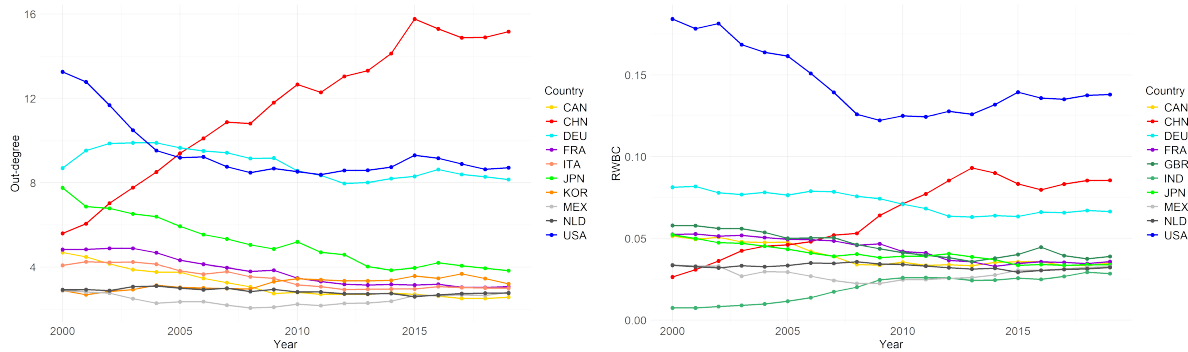 16
12
8
4
Out-degree
2000
2005
2010
2015
Year
Country
CAN
CHN
DEU
FRA
ITA
JPN
KOR
MEX
NLD
USA
0.15
0.10
0.05
0.00
RWBC
2000
2005
2010
2015
Year
Country
CAN
CHN
DEU
FRA
GBR
IND
JPN
MEX
NLD
USA